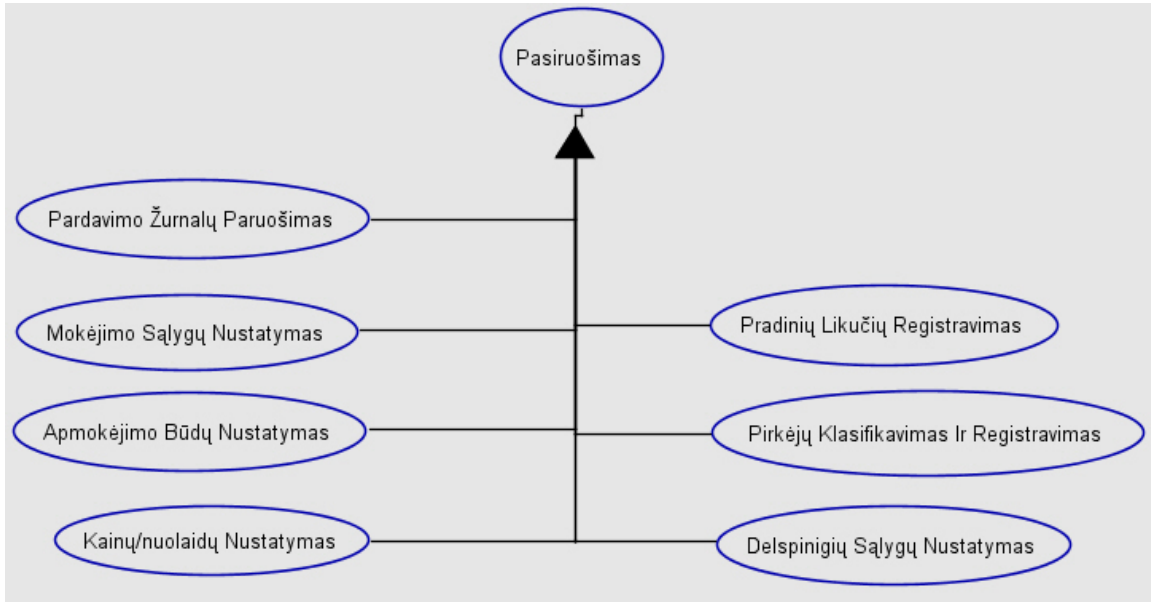 Pasiruošimas
Pardavimo Žurnalų Paruošimas
Mokėjimo Sąlygų Nustatymas
Pradinių Likučių Registravimas
Apmokėjimo Būdų Nustatymas
Pirkėjų Klasifikavimas Ir Registravimas
Kainų/nuolaidų Nustatymas
Delspinigių Sąlygų Nustatymas